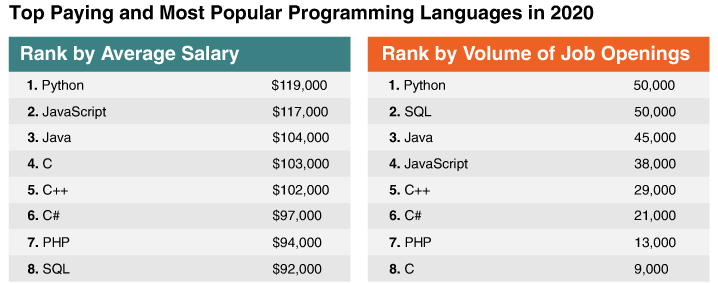 Top Paying and Most Popular Programming Languages in 2020
Rank by Average Salary
1. Python $119,000
2. JavaScript $117,000
3. Java $104,000
4. C $103,000
5. C++ $102,000
6. C# $97,000
7. PHP $94,000
8. SQL $92,000
Rank by Volume of Job Openings
1. Python 50,000
2. SQL 50,000
3. Java 45,000
4. JavaScript 38,000
5. C++ 29,000
6. C# 21,000
7. PHP 13,000
8. C 9,000